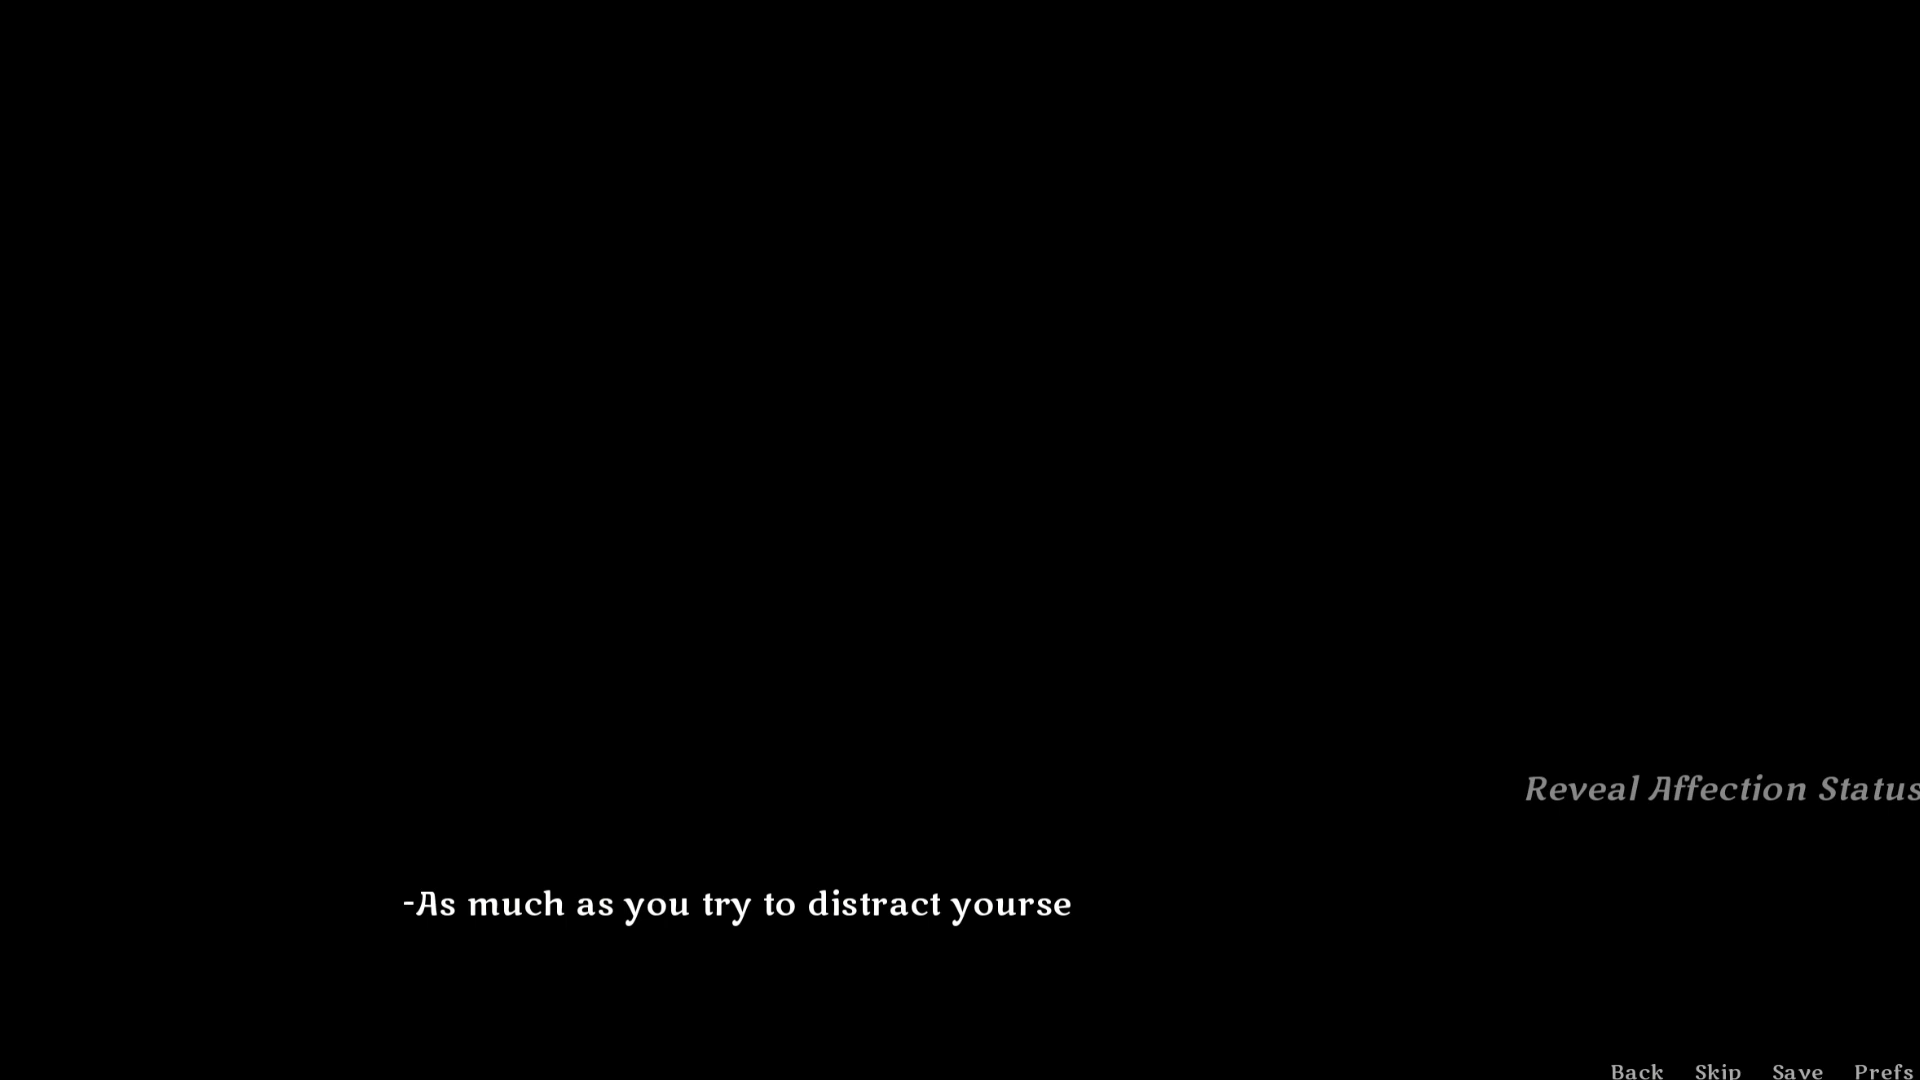 Reveal Affection Status
-As much as you try to distract yourse
Back Skip Save Prefs